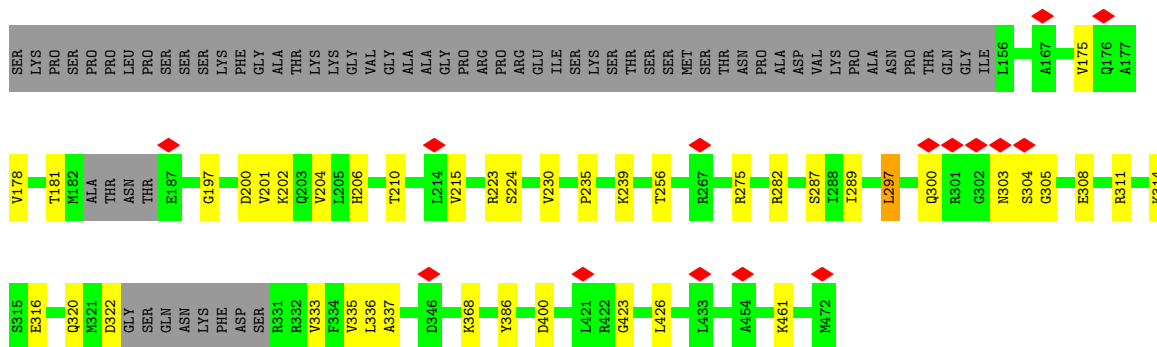 SER LYS PRO SER PRO PRO LEU PRO SER SER SER LYS PHE GLY ALA THR LYS LYS GLY VAL GLY ALA ALA GLY PRO ARG PRO ARG GLU ILE SER LYS SER THR SER SER MET SER THR ASN PRO ALA ASP VAL LYS PRO ALA ASN PRO THR GLN GLY ILE L156 A167 V175 Q176 A177
V178 T181 M182 ALA THR ASN THR E187 G197 D200 V201 K202 Q203 V204 L205 H206 T210 L214 V215 R223 S224 V230 P235 K239 T256 R267 R275 R282 S287 I288 I289 L297 Q300 R301 G302 N303 S304 G305 E308 R311 K314
S315 E316 Q320 M321 D322 GLY SER GLN ASN LYS PHE ASP SER R331 R332 V333 F334 V335 L336 A337 D346 K368 Y386 D400 L421 R422 G423 L426 L433 A454 K461 M472